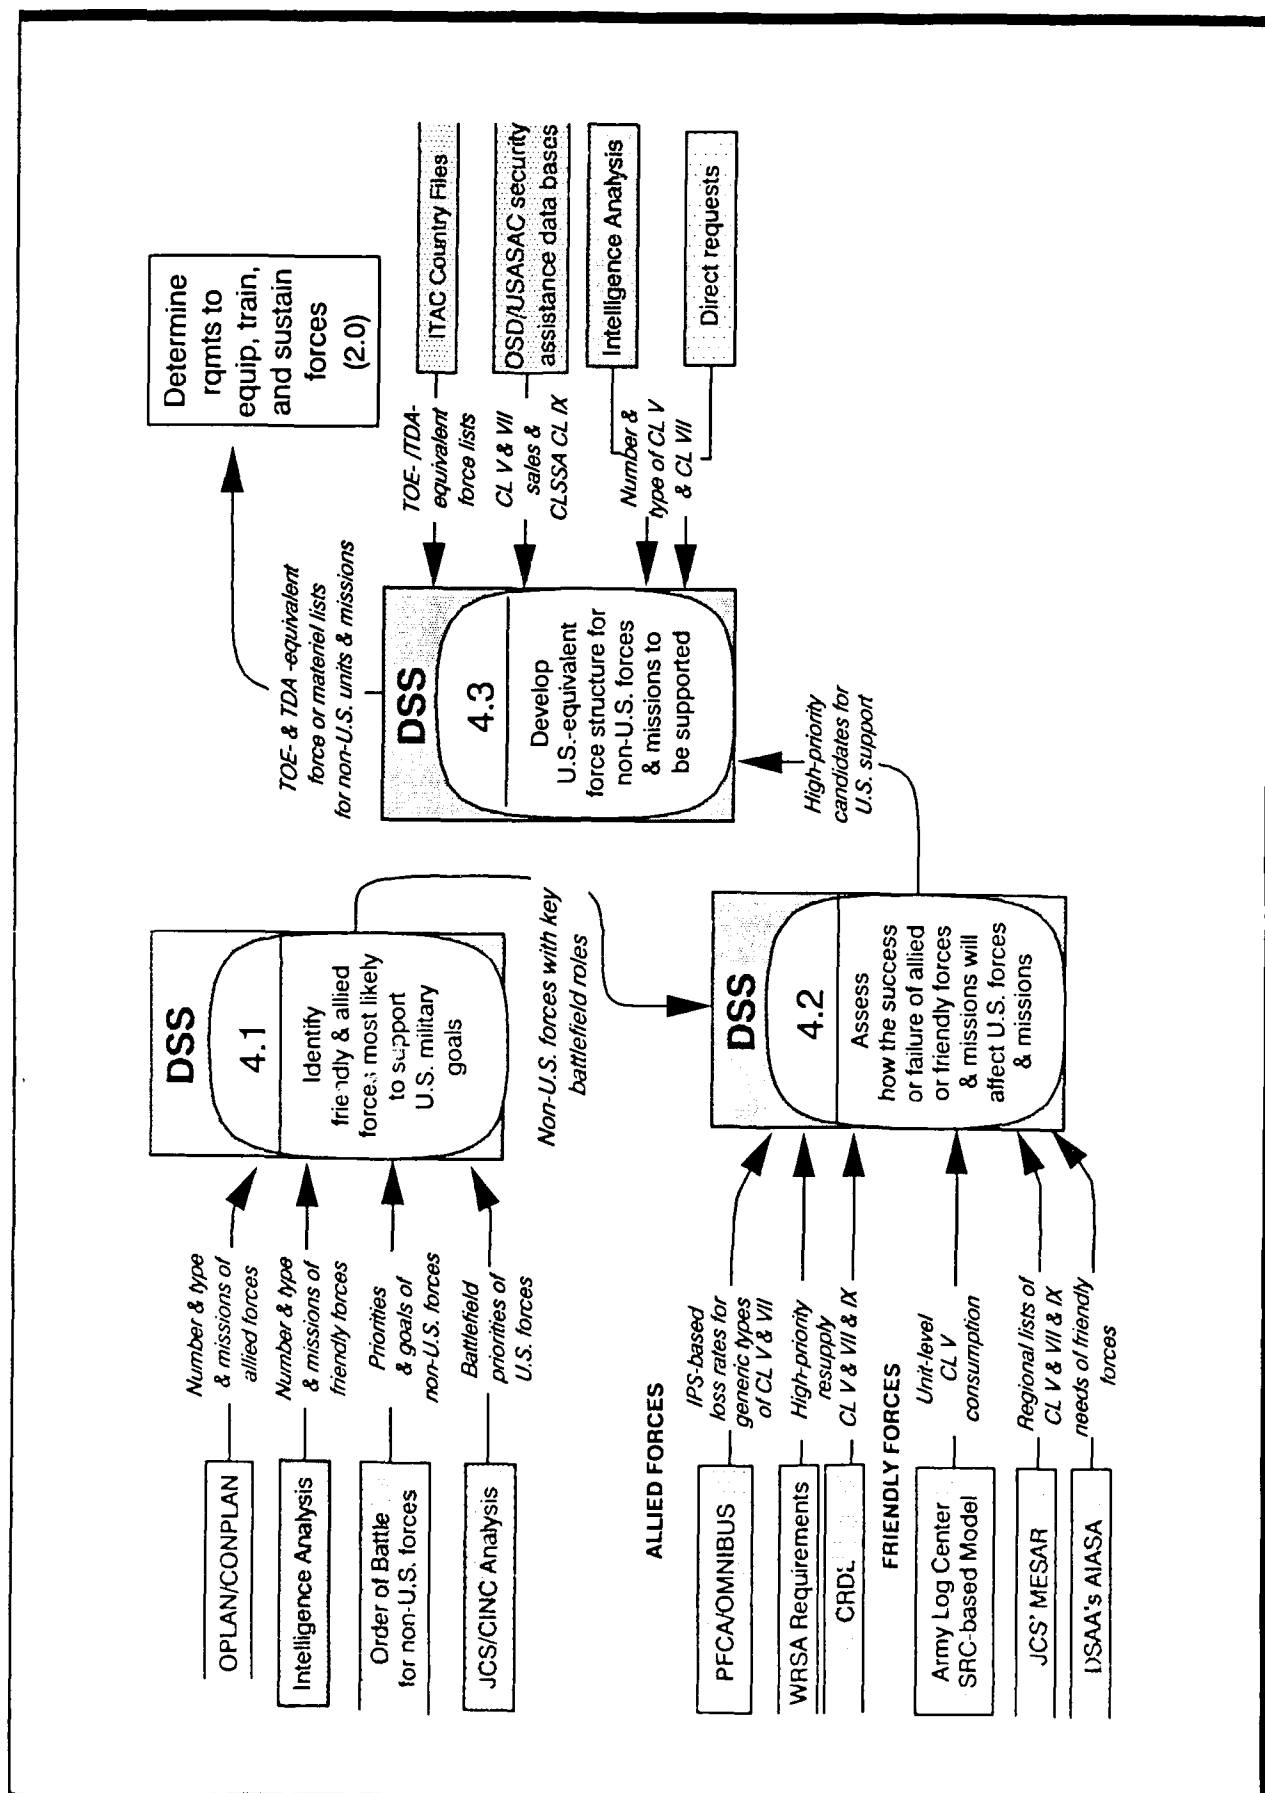 OPLAN/CONPLAN
Number & type
& missions of
allied forces
Intelligence Analysis
Number & type
& missions of
friendly forces
Order of Battle
for non-U.S. forces
Priorities
& goals of
non-U.S. forces
JCS/CINC Analysis
Battlefield
priorities of
U.S. forces
DSS
4.1
Identify
friendly & allied
forces most likely
to support
U.S. military
goals
Non-U.S. forces with key
battlefield roles
ALLIED FORCES
PFCA/OMNIBUS
IPS-based
loss rates for
generic types
of CL V & VII
WRSA Requirements
High-priority
resupply
CRDL
CL V & VII & IX
FRIENDLY FORCES
Army Log Center
SRC-based Model
Unit-level
CL V
consumption
JCS' MESAR
Regional lists of
CL V & VII & IX
DSAA's AIASA
needs of friendly
forces
DSS
4.2
Assess
how the success
or failure of allied
or friendly forces
& missions will
affect U.S. forces
& missions
High-priority
candidates for
U.S. support
DSS
4.3
Develop
U.S.-equivalent
force structure for
non-U.S. forces
& missions to
be supported
TOE- & TDA-equivalent
force or materiel lists
for non-U.S. units & missions
Determine
rqmts to
equip, train,
and sustain
forces
(2.0)
TOE- /TDA-
equivalent
force lists
ITAC Country Files
CL V & VII
sales &
CLSSA CL IX
OSD/USASAC security
assistance data bases
Number &
type of CL V
& CL VII
Intelligence Analysis
Direct requests